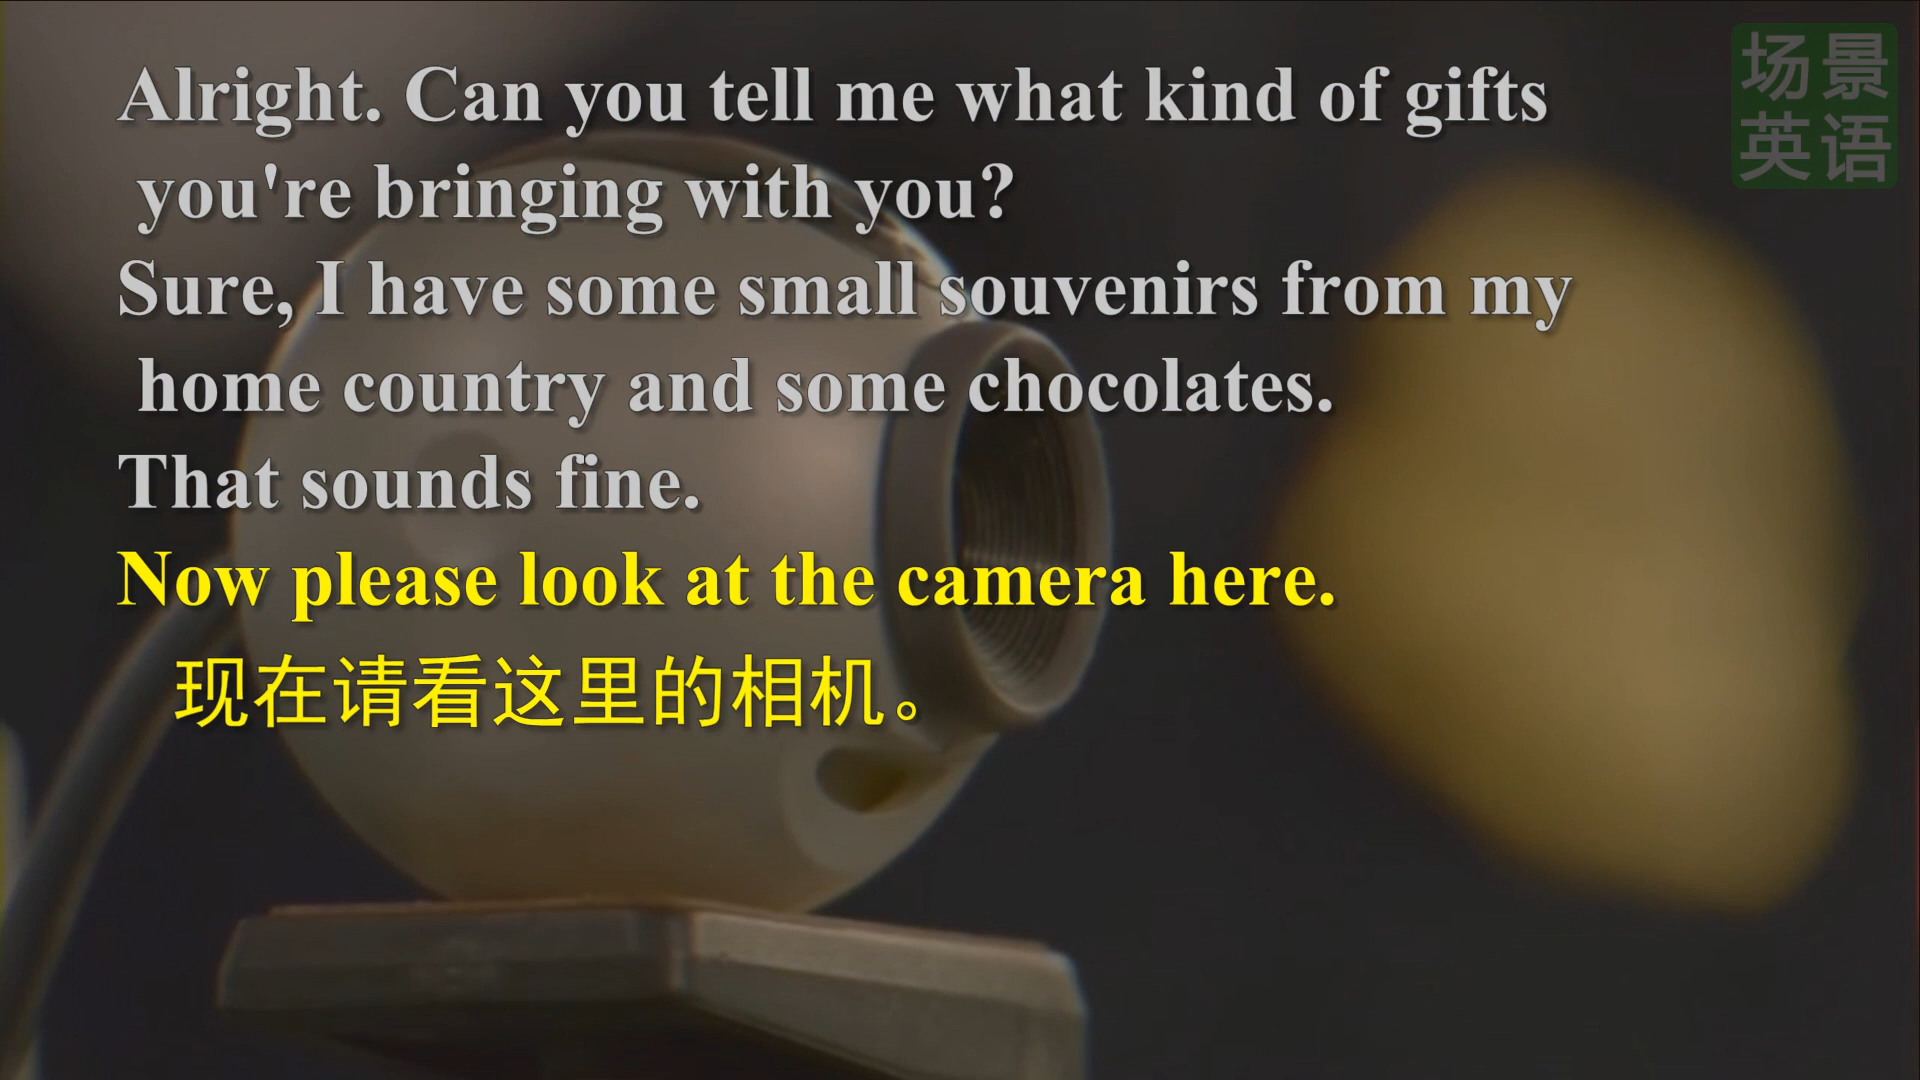 场景
英语
Alright. Can you tell me what kind of gifts
you're bringing with you?
Sure, I have some small souvenirs from my
home country and some chocolates.
That sounds fine.
Now please look at the camera here.
现在请看这里的相机。